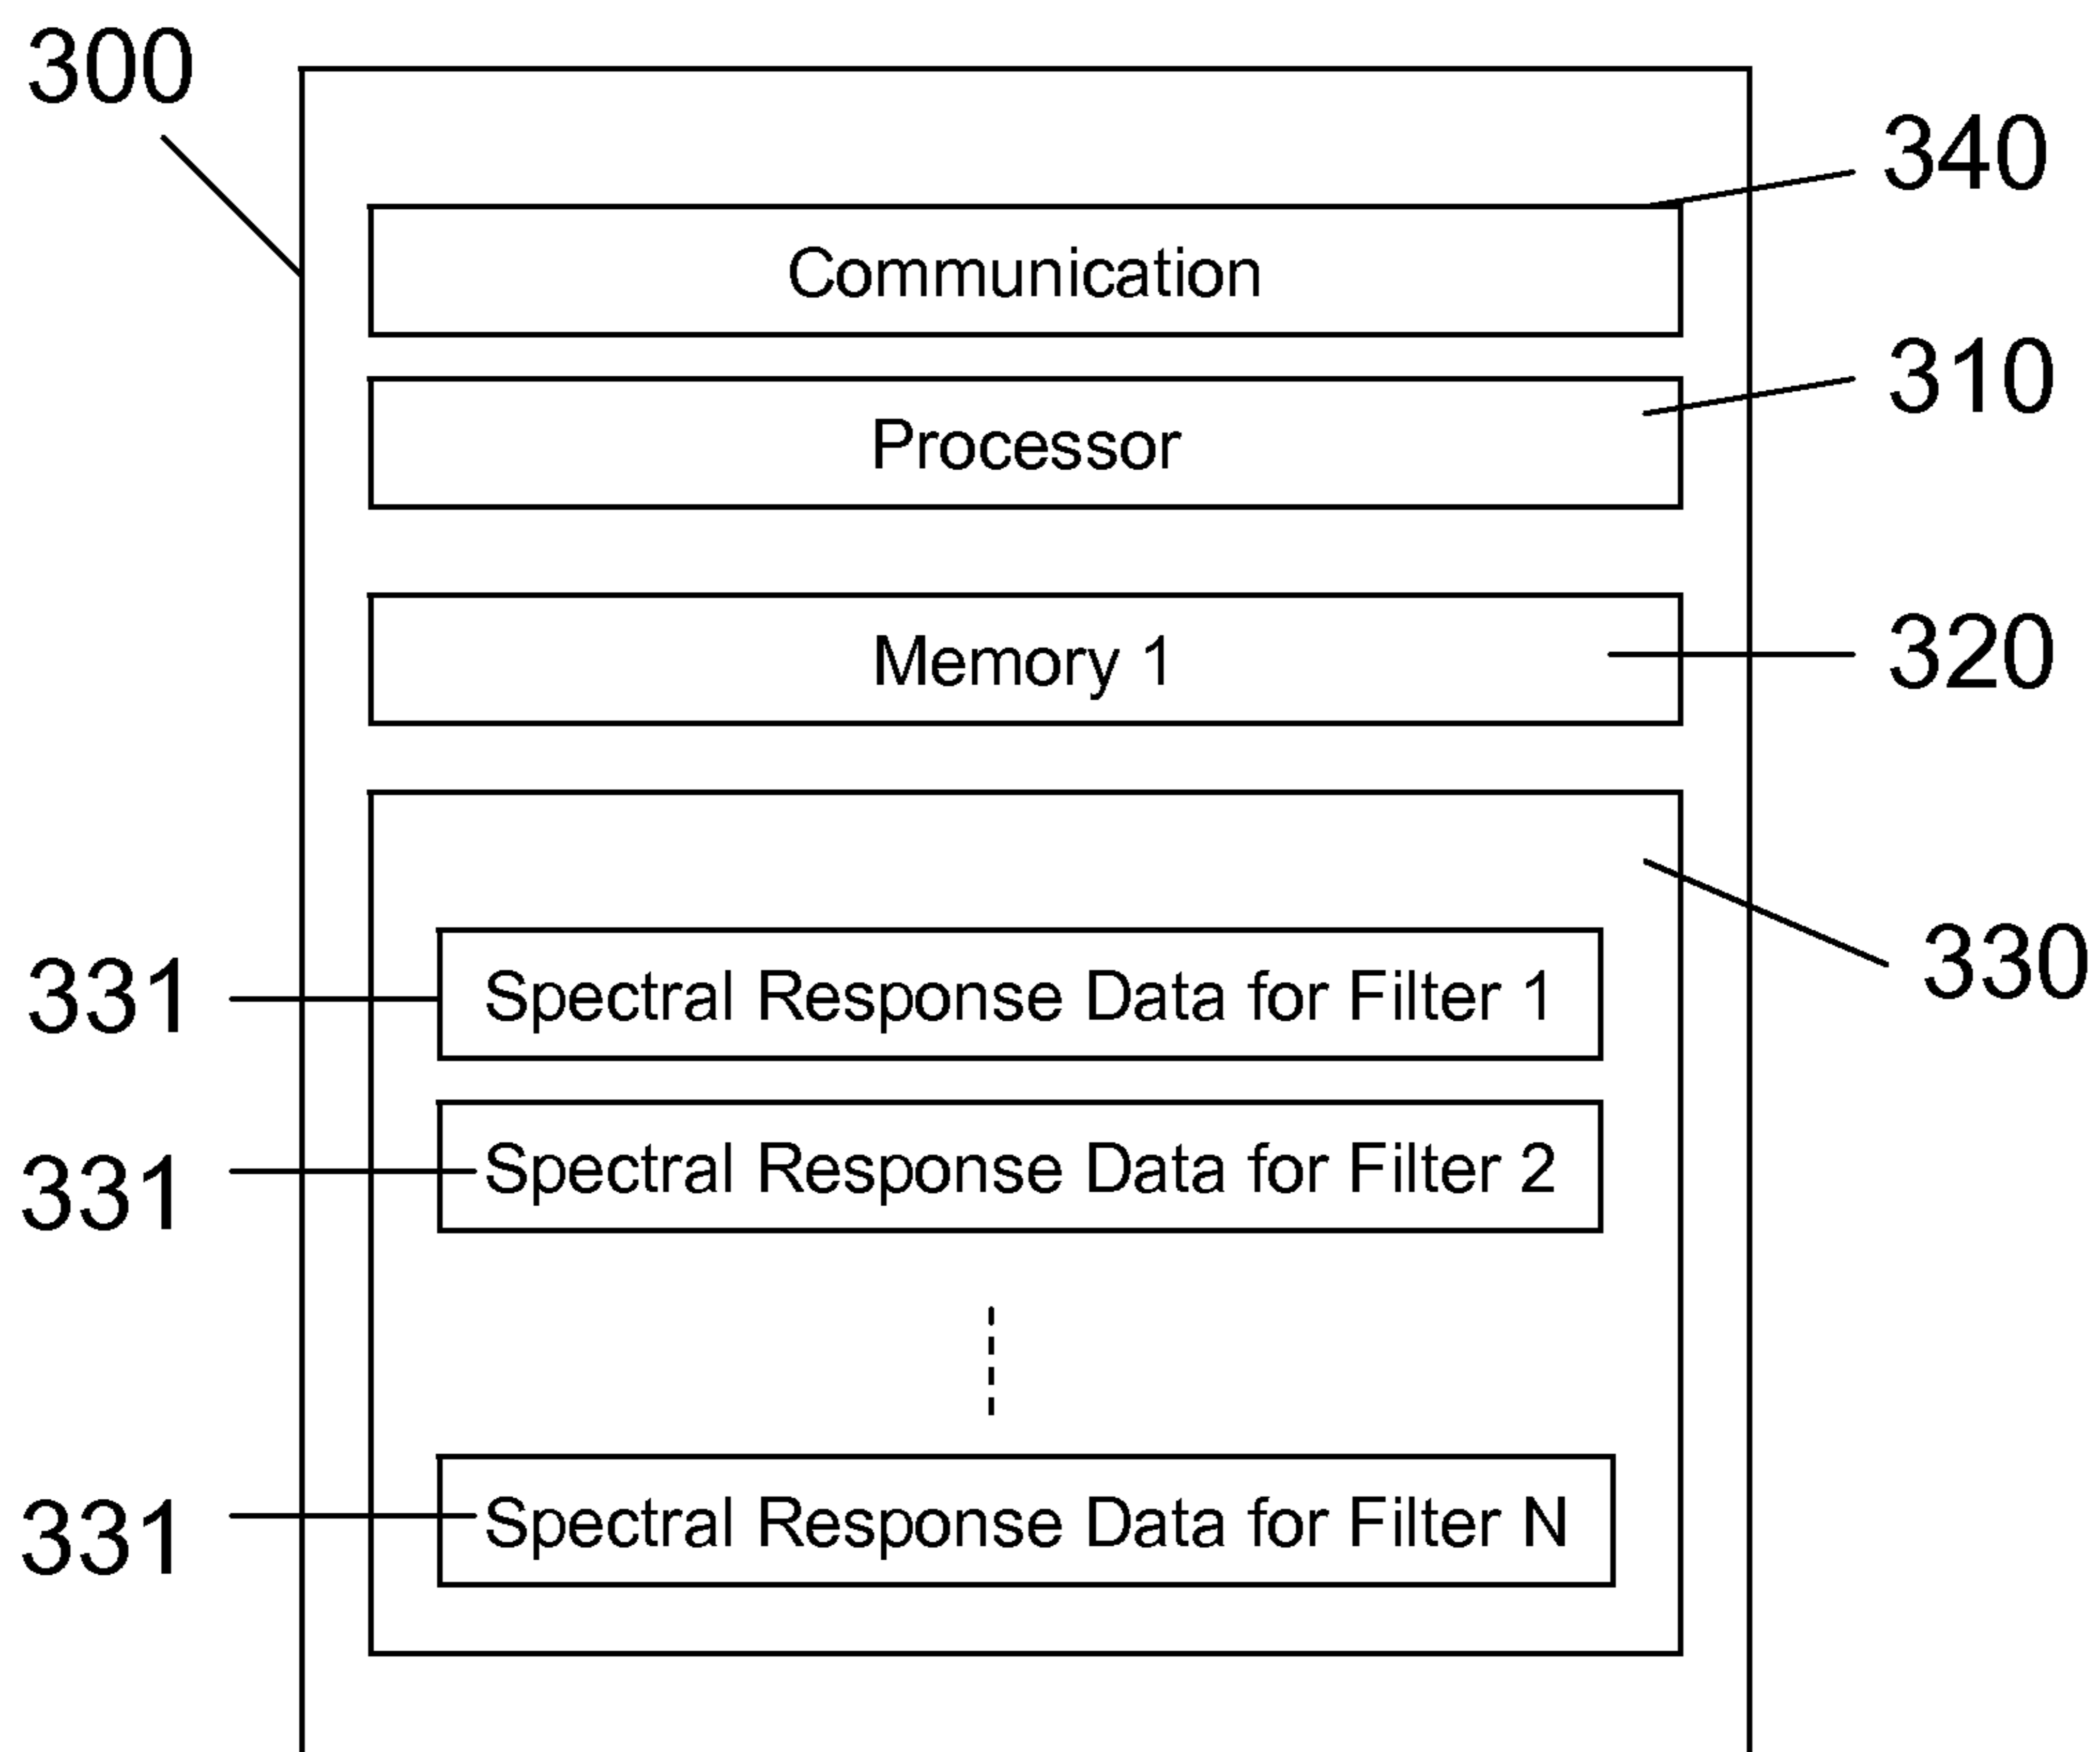 300
340
Communication
310
Processor
320
Memory 1
330
331
Spectral Response Data for Filter 1
331
Spectral Response Data for Filter 2
331
Spectral Response Data for Filter N